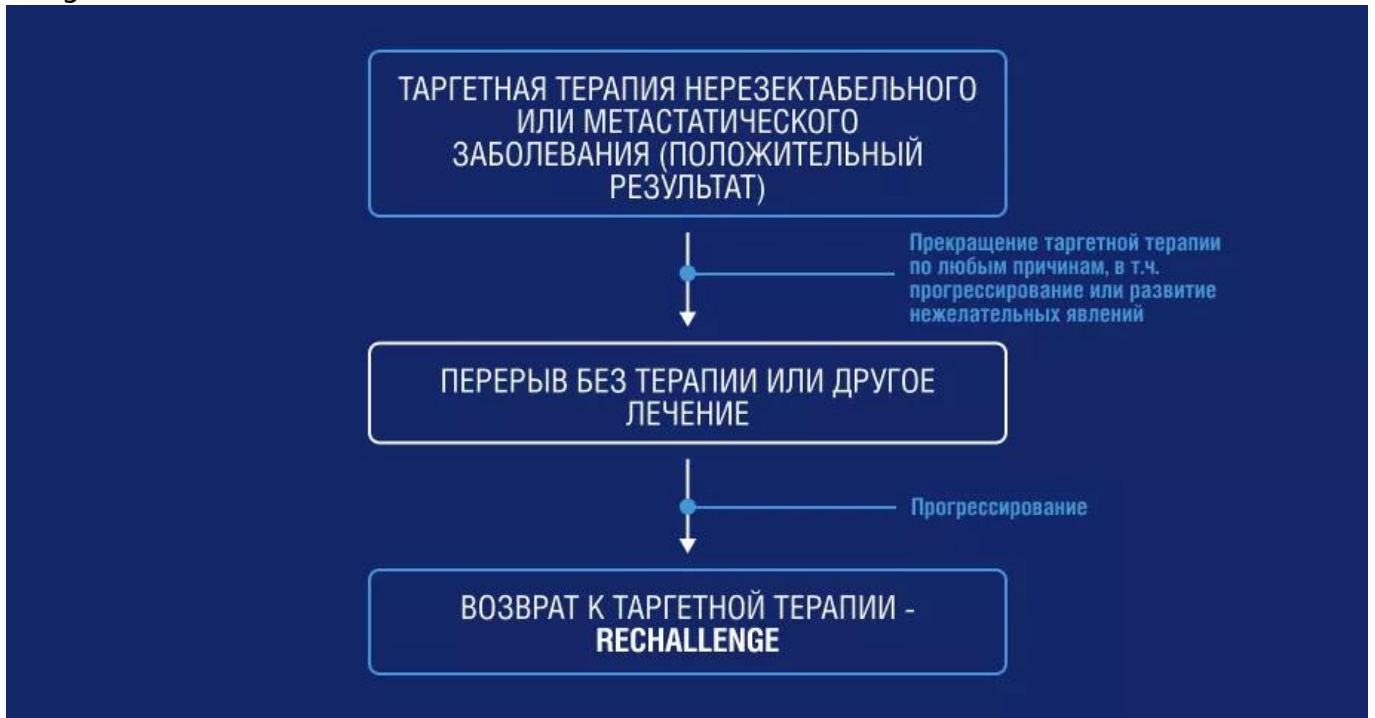 ТАРГЕТНАЯ ТЕРАПИЯ НЕРЕЗЕКТАБЕЛЬНОГО
ИЛИ МЕТАСТАТИЧЕСКОГО
ЗАБОЛЕВАНИЯ (ПОЛОЖИТЕЛЬНЫЙ
РЕЗУЛЬТАТ)
Прекращение таргетной терапии
по любым причинам, в т.ч.
прогрессирование или развитие
нежелательных явлений
ПЕРЕРЫВ БЕЗ ТЕРАПИИ ИЛИ ДРУГОЕ
ЛЕЧЕНИЕ
Прогрессирование
ВОЗВРАТ К ТАРГЕТНОЙ ТЕРАПИИ -
RECHALLENGE